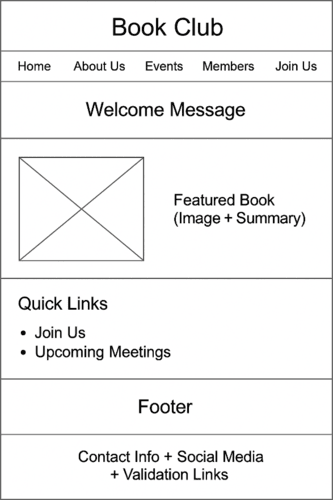 Book Club
Home About Us Events Members Join Us
Welcome Message
Featured Book
(Image + Summary)
Quick Links
• Join Us
• Upcoming Meetings
Footer
Contact Info + Social Media
+ Validation Links